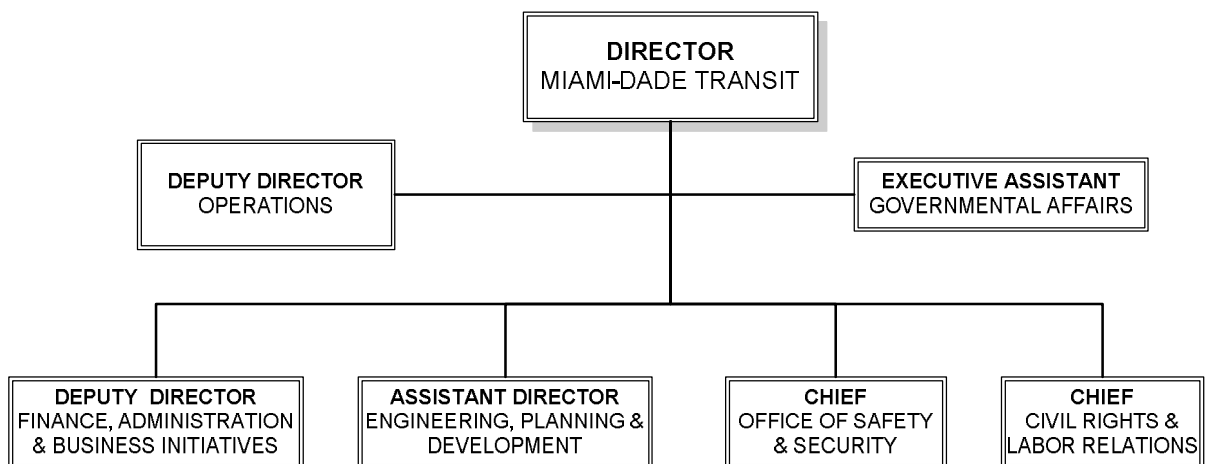 DIRECTOR
MIAMI-DADE TRANSIT
DEPUTY DIRECTOR
OPERATIONS
EXECUTIVE ASSISTANT
GOVERNMENTAL AFFAIRS
DEPUTY DIRECTOR
FINANCE, ADMINISTRATION
& BUSINESS INITIATIVES
ASSISTANT DIRECTOR
ENGINEERING, PLANNING &
DEVELOPMENT
CHIEF
OFFICE OF SAFETY
& SECURITY
CHIEF
CIVIL RIGHTS &
LABOR RELATIONS